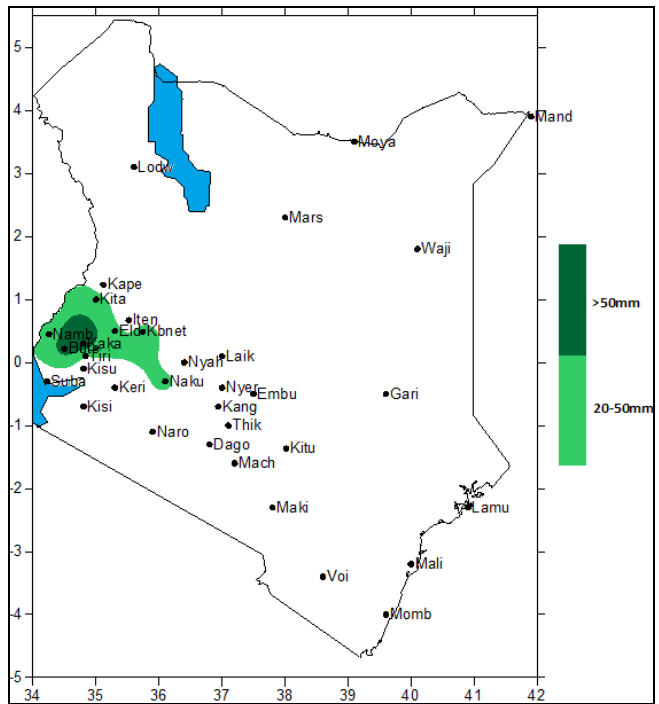 5
4
3
2
1
0
-1
-2
-3
-4
-5
34
35
36
37
38
39
40
41
42
Mand
Moya
Lodw
Mars
Waji
Kape
Kita
Iten
Namb
Eld
Kbnet
Kaka
Bute
Tiri
Nyah
Laik
Kisu
Suba
Keri
Naku
Nyer
Embu
Gari
Kisi
Kang
Thik
Naro
Dago
Kitu
Mach
Maki
Lamu
Voi
Mali
Momb
>50mm
20-50mm